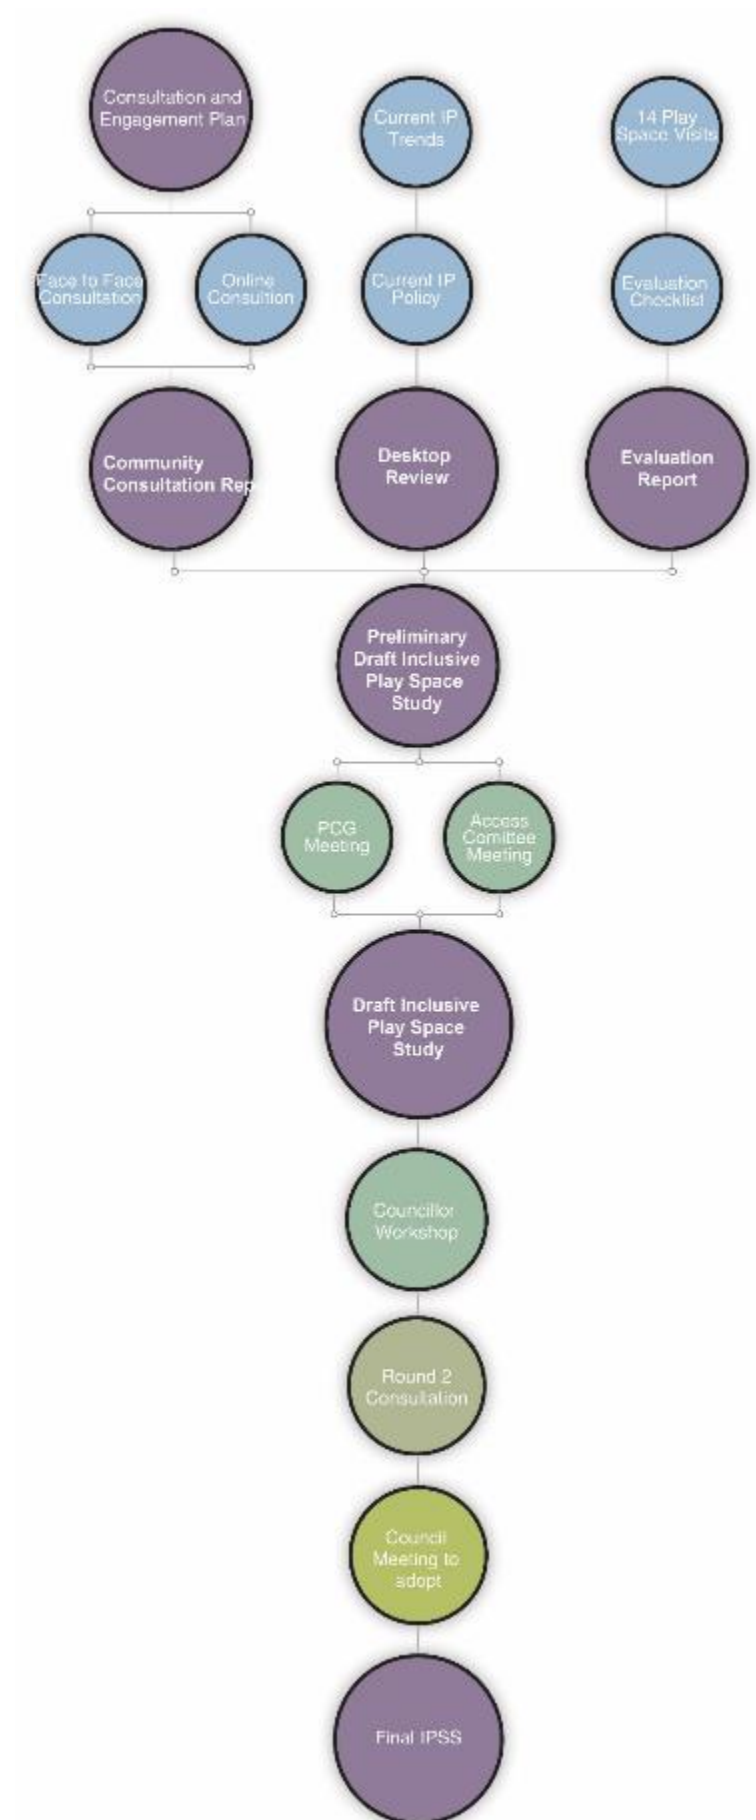 Consultation and
Engagement Plan
Current IP
Trends
14 Play
Space Visits
Face to Face
Consultation
Online
Consultion
Current IP
Policy
Evaluation
Checklist
Community
Consultation Rep
Desktop
Review
Evaluation
Report
Preliminary
Draft Inclusive
Play Space
Study
PCG
Meeting
Access
Comittee
Meeting
Draft Inclusive
Play Space
Study
Councillor
Workshop
Round 2
Consultation
Council
Meeting to
adopt
Final IPSS